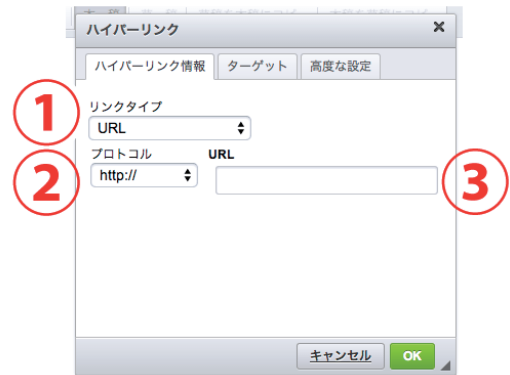 ハイパーリンク
ハイパーリンク情報 ターゲット 高度な設定
1
リンクタイプ
URL
2
プロトコル URL
http://
3
キャンセル OK